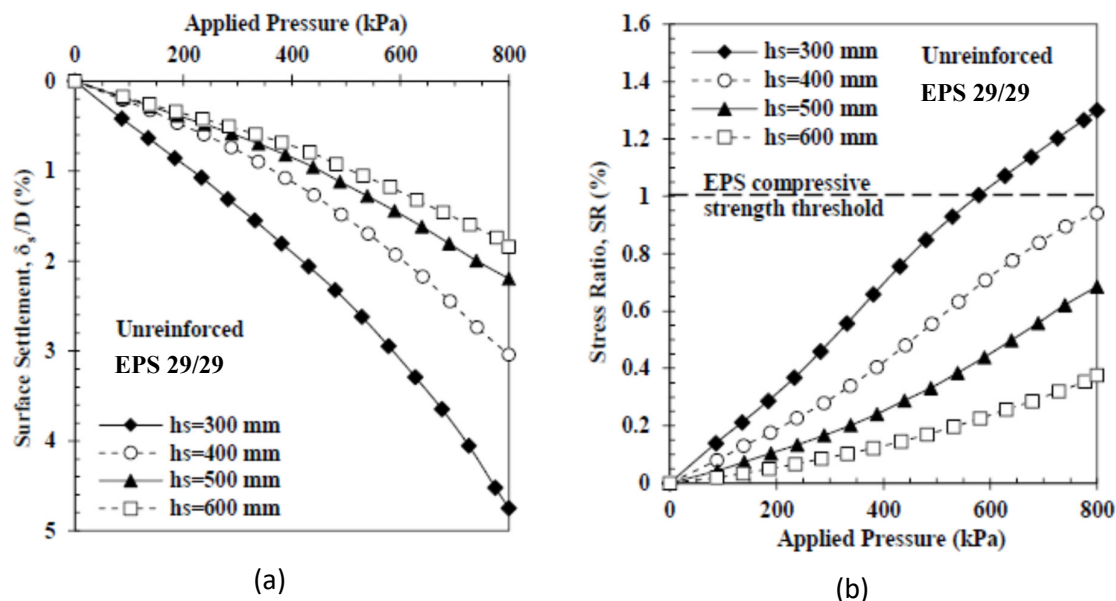 Applied Pressure (kPa)
0 200 400 600 800
0
1
2
3
4
5
Surface Settlement, δs/D (%)
Unreinforced
EPS 29/29
hs=300 mm
hs=400 mm
hs=500 mm
hs=600 mm
(a)
1.6
1.4
1.2
1
0.8
0.6
0.4
0.2
0
Stress Ratio, SR (%)
hs=300 mm
hs=400 mm
hs=500 mm
hs=600 mm
Unreinforced
EPS 29/29
EPS compressive
strength threshold
0 200 400 600 800
Applied Pressure (kPa)
(b)